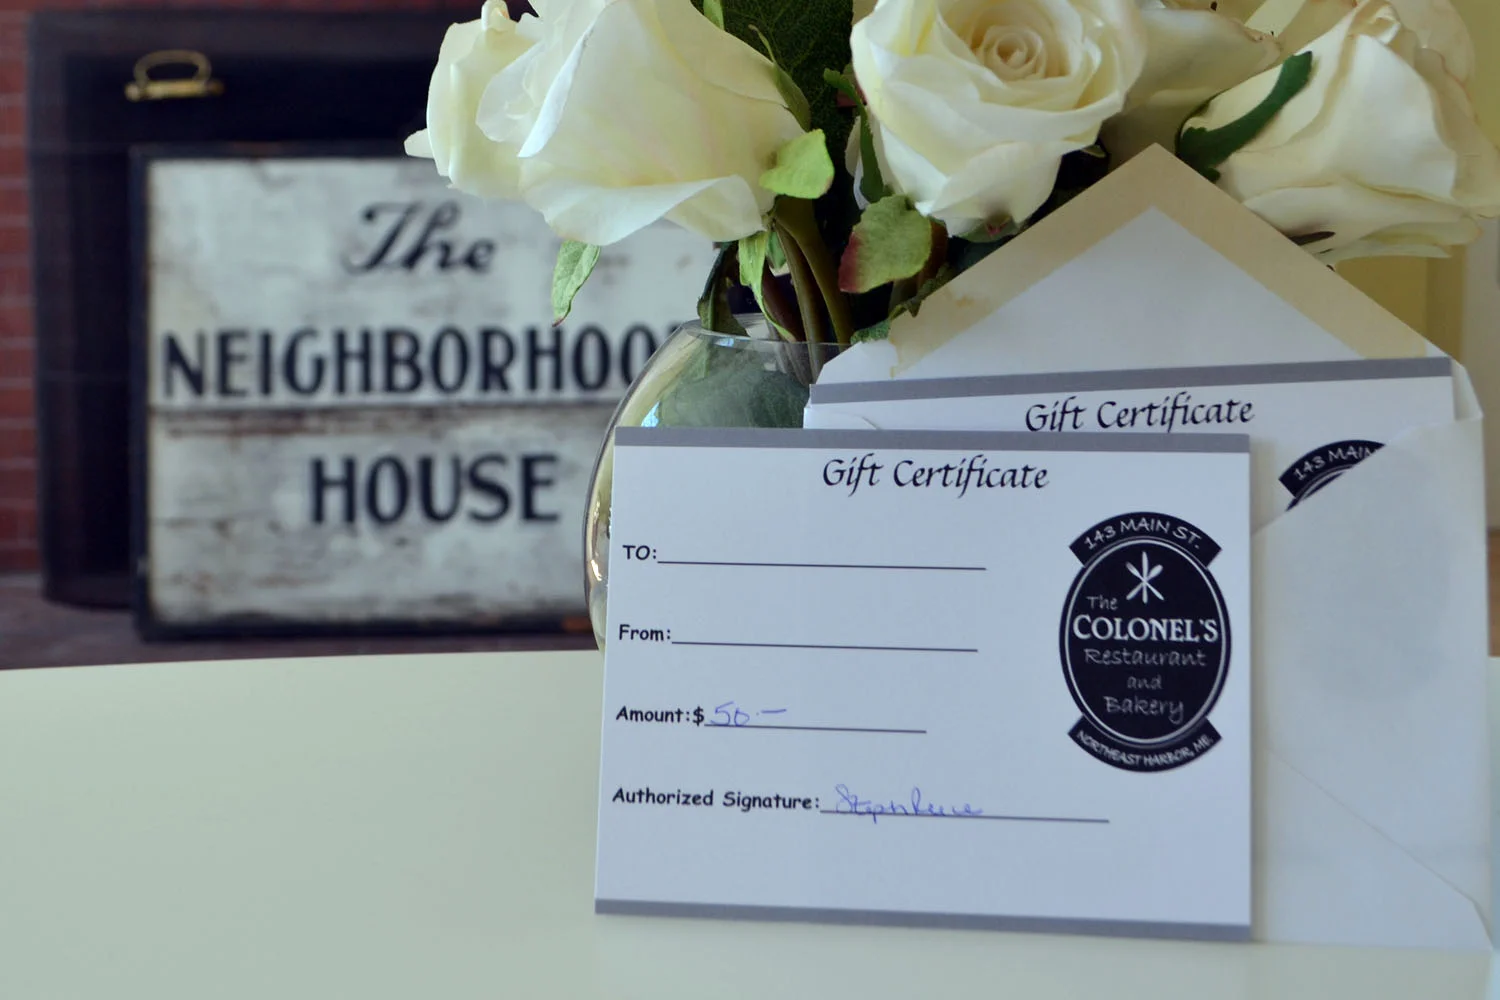 The
NEIGHBORHOO
HOUSE
Gift Certificate
143 MAIN
Gift Certificate
TO:
From:
Amount:$ 50.—
Authorized Signature:
143 MAIN ST.
The
COLONEL'S
Restaurant
and
Bakery
NORTHEAST HARBOR, ME.